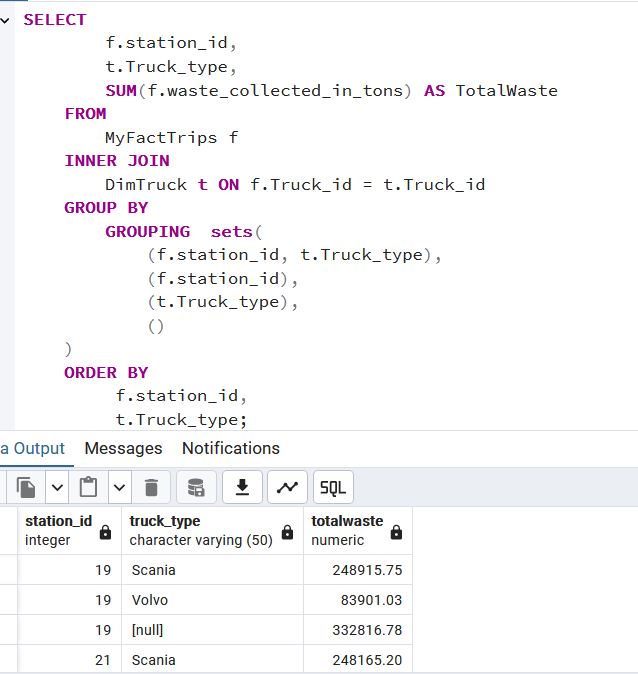 SELECT
f.station_id,
t.Truck_type,
SUM(f.waste_collected_in_tons) AS TotalWaste
FROM
MyFactTrips f
INNER JOIN
DimTruck t ON f.Truck_id = t.Truck_id
GROUP BY
GROUPING  sets(
(f.station_id, t.Truck_type),
(f.station_id),
(t.Truck_type),
()
)
ORDER BY
f.station_id,
t.Truck_type;
a Output Messages Notifications
SQL
station_id truck_type totalwaste
integer character varying (50) numeric
19 Scania 248915.75
19 Volvo 83901.03
19 [null] 332816.78
21 Scania 248165.20